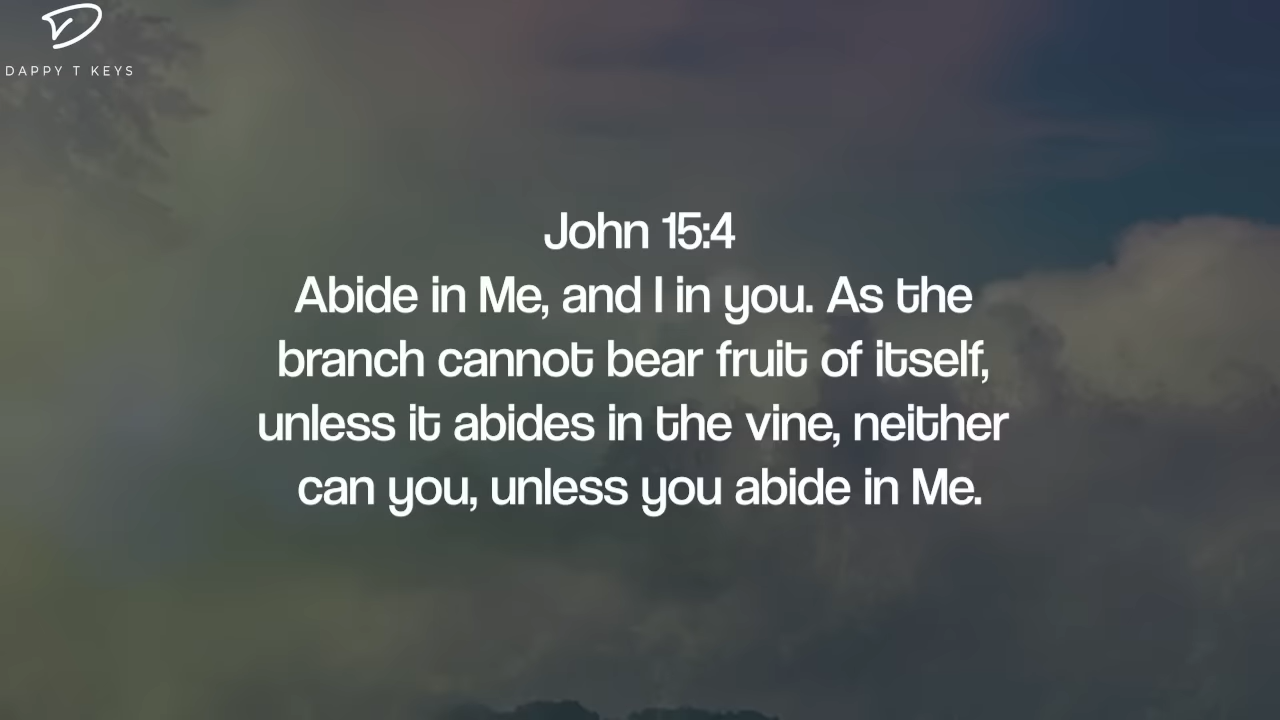 DAPPY T KEYS
John 15:4
Abide in Me, and I in you. As the
branch cannot bear fruit of itself,
unless it abides in the vine, neither
can you, unless you abide in Me.